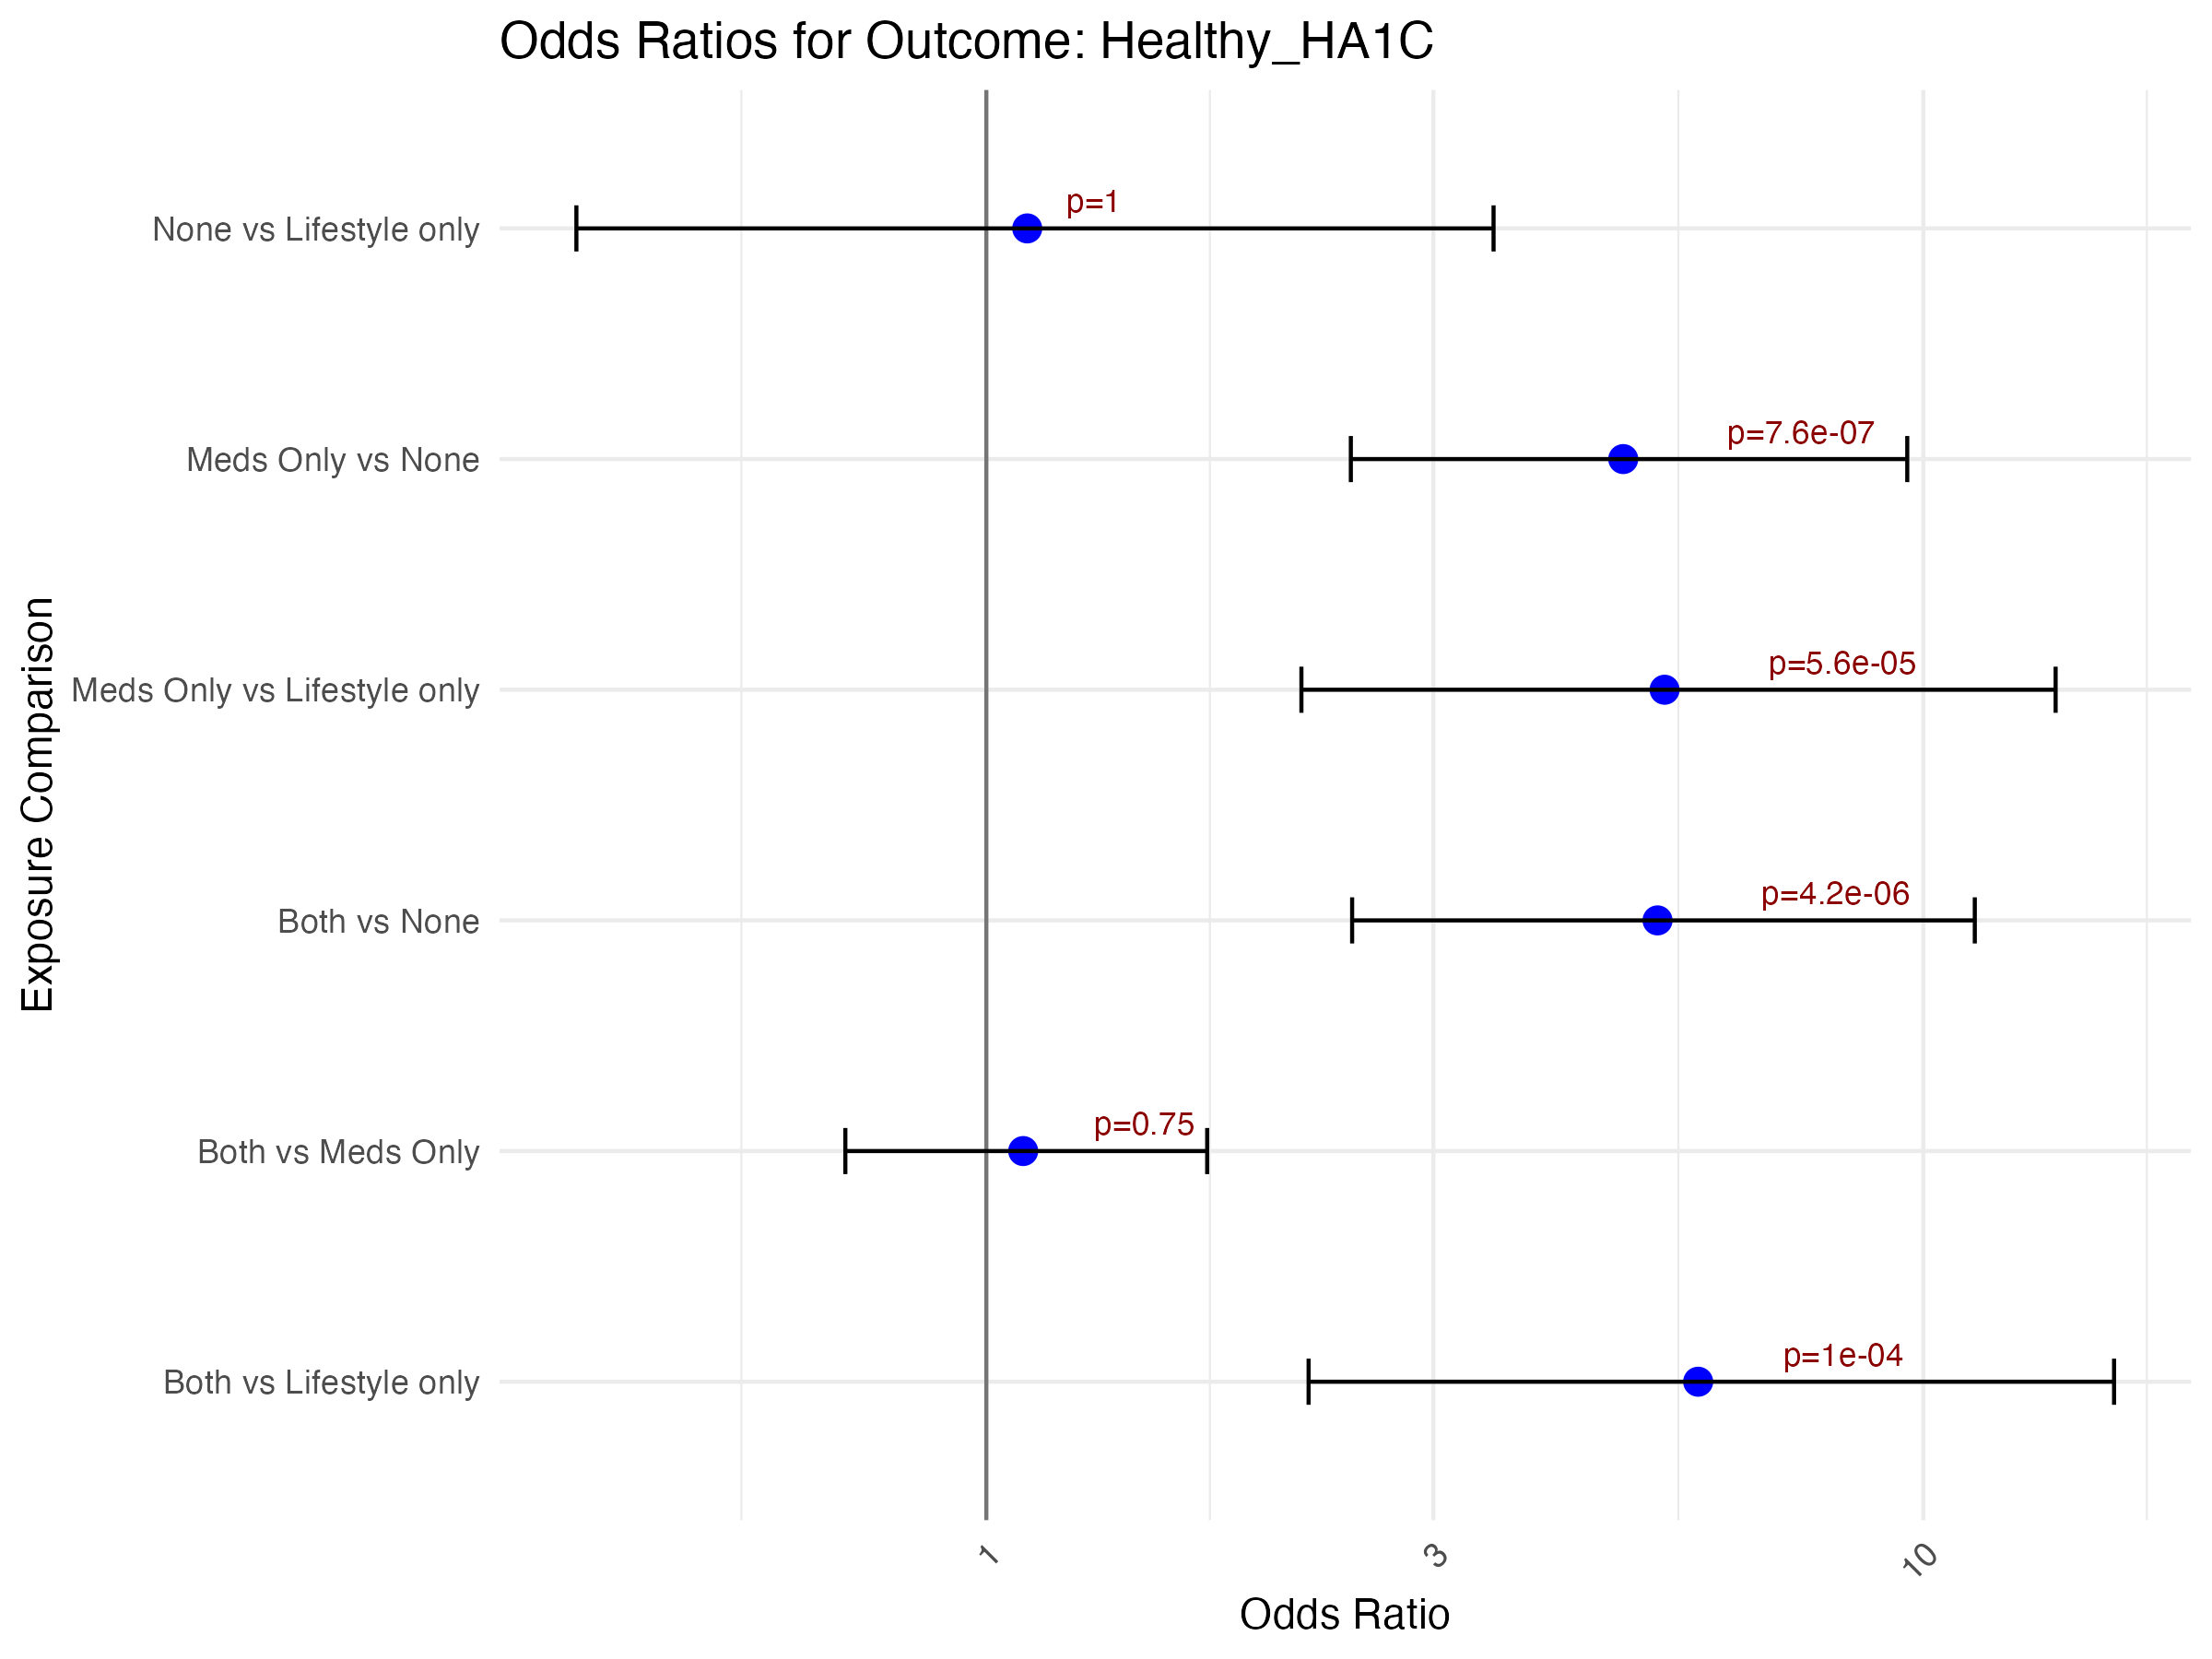 Odds Ratios for Outcome: Healthy_HA1C
Exposure Comparison
None vs Lifestyle only
p=1
Meds Only vs None
p=7.6e-07
Meds Only vs Lifestyle only
p=5.6e-05
Both vs None
p=4.2e-06
Both vs Meds Only
p=0.75
Both vs Lifestyle only
p=1e-04
1
3
10
Odds Ratio